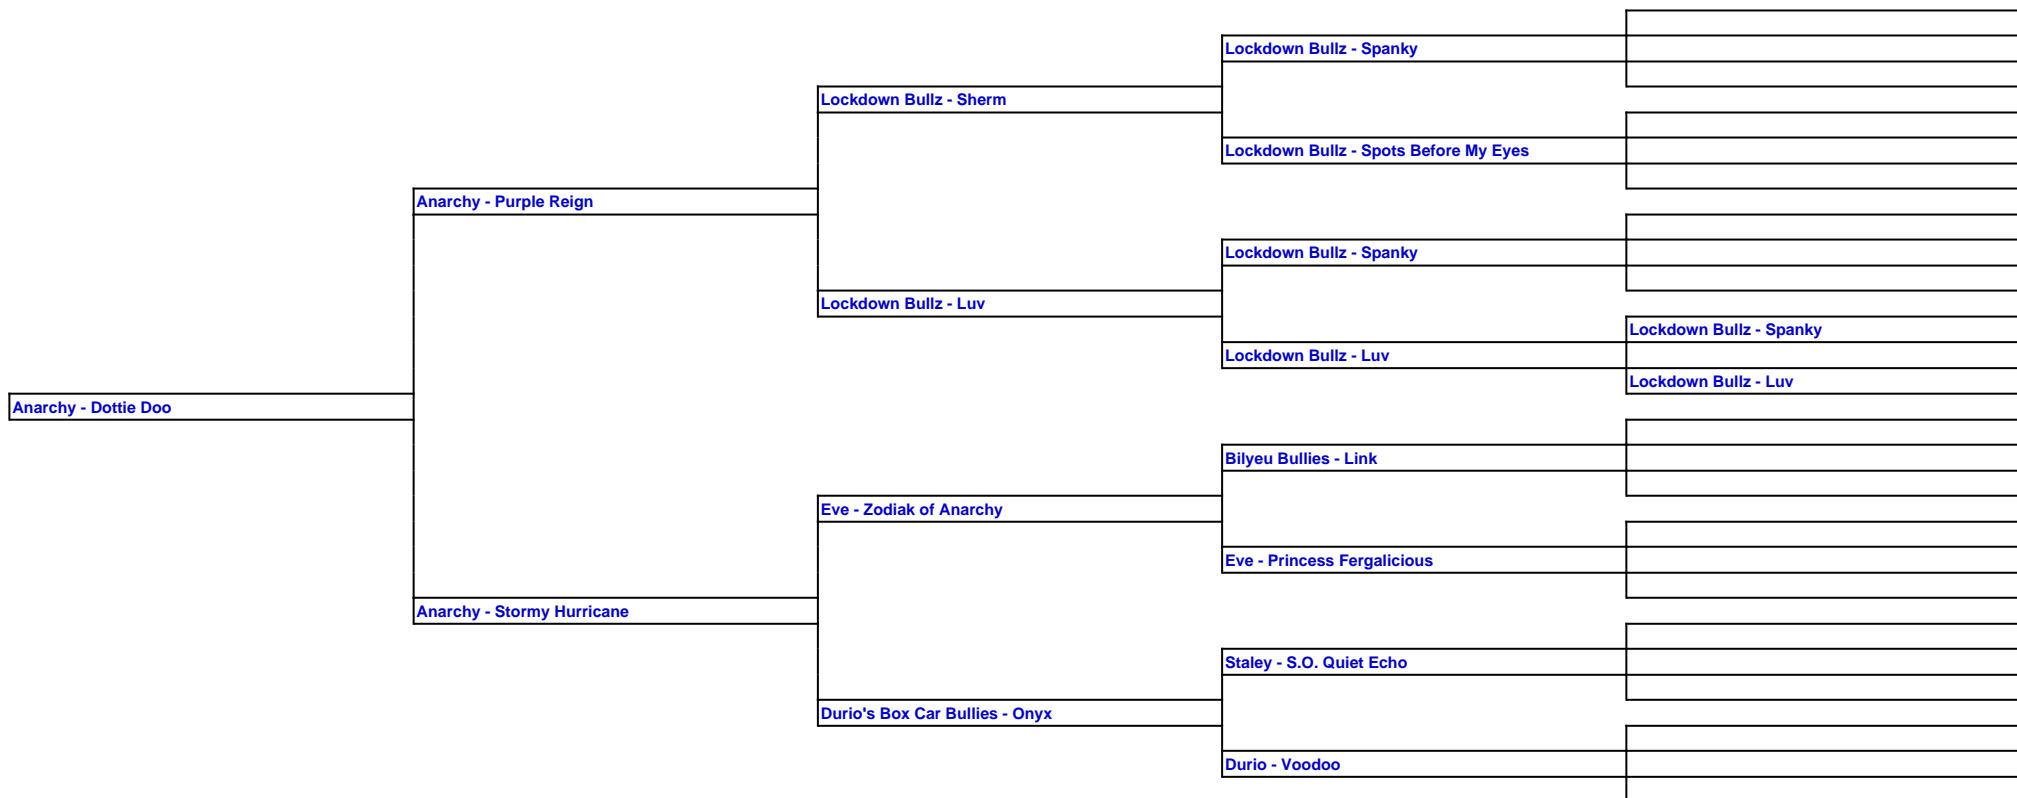 Lockdown Bullz - Spanky
Lockdown Bullz - Sherm
Lockdown Bullz - Spots Before My Eyes
Anarchy - Purple Reign
Lockdown Bullz - Spanky
Lockdown Bullz - Luv
Lockdown Bullz - Spanky
Lockdown Bullz - Luv
Lockdown Bullz - Luv
Anarchy - Dottie Doo
Bilyeu Bullies - Link
Eve - Zodiak of Anarchy
Eve - Princess Fergalicious
Anarchy - Stormy Hurricane
Staley - S.O. Quiet Echo
Durio's Box Car Bullies - Onyx
Durio - Voodoo